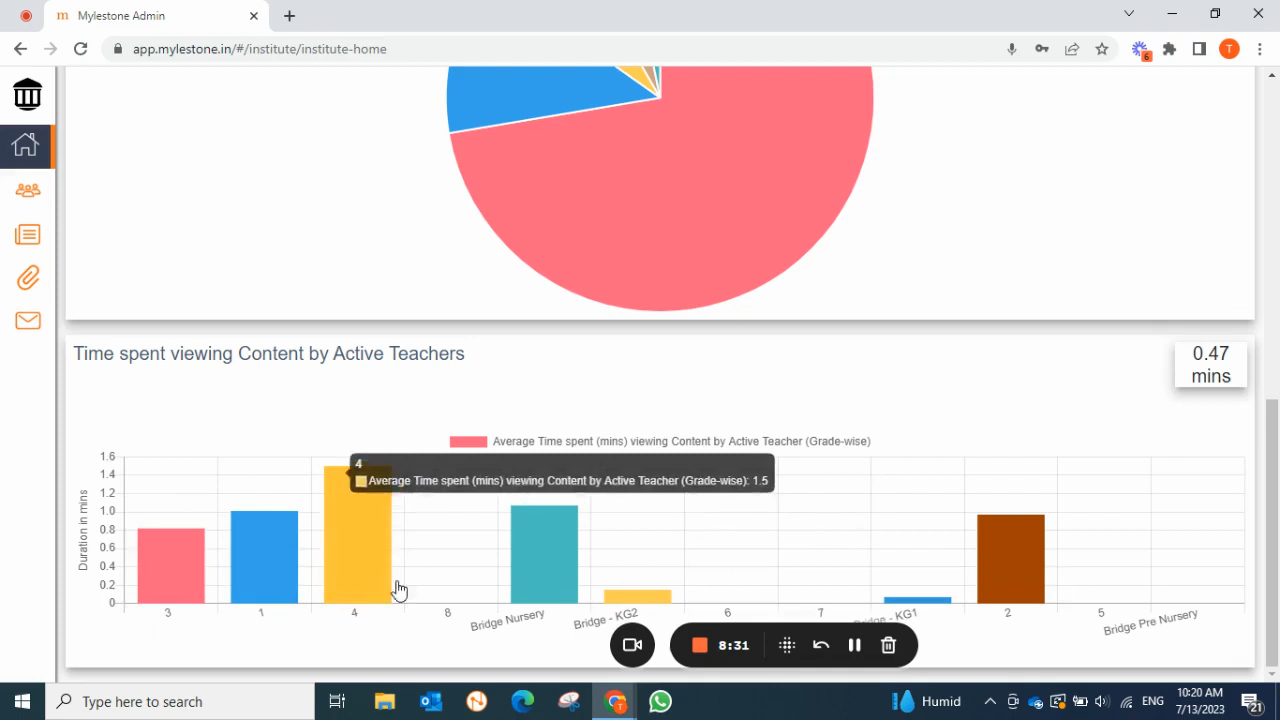 Mylestone Admin
app.mylestone.in/#/institute/institute-home
6
T
Time spent viewing Content by Active Teachers
0.47
mins
Average Time spent (mins) viewing Content by Active Teacher (Grade-wise)
Duration in mins
1.6
1.4
1.2
1.0
0.8
0.6
0.4
0.2
0
4
Average Time spent (mins) viewing Content by Active Teacher (Grade-wise): 1.5
3
1
4
8
Bridge Nursery
Bridge - KG2
6
7
Bridge - KG1
2
5
Bridge Pre Nursery
8:31
Type here to search
T
Humid
ENG
10:20 AM
7/13/2023
21